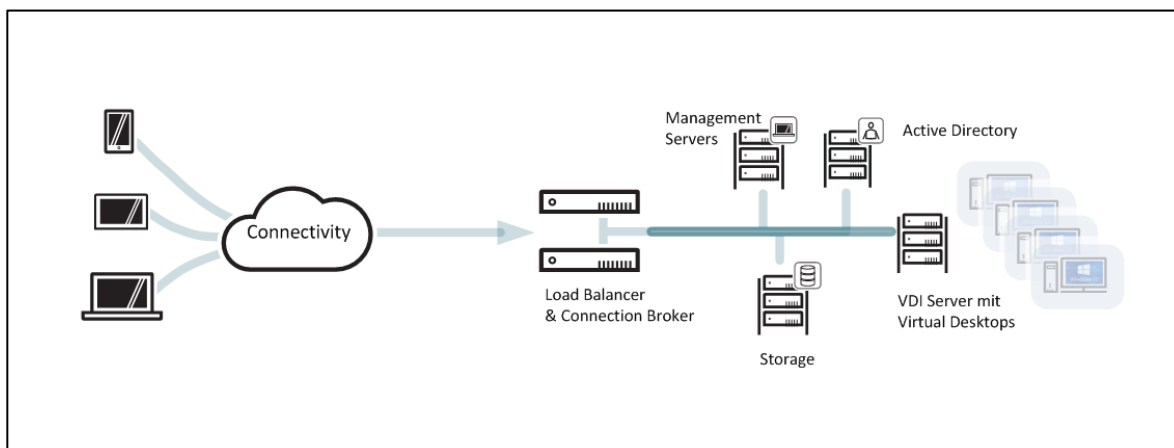 Management
Servers
Active Directory
Connectivity
Load Balancer
& Connection Broker
VDI Server mit
Virtual Desktops
Storage